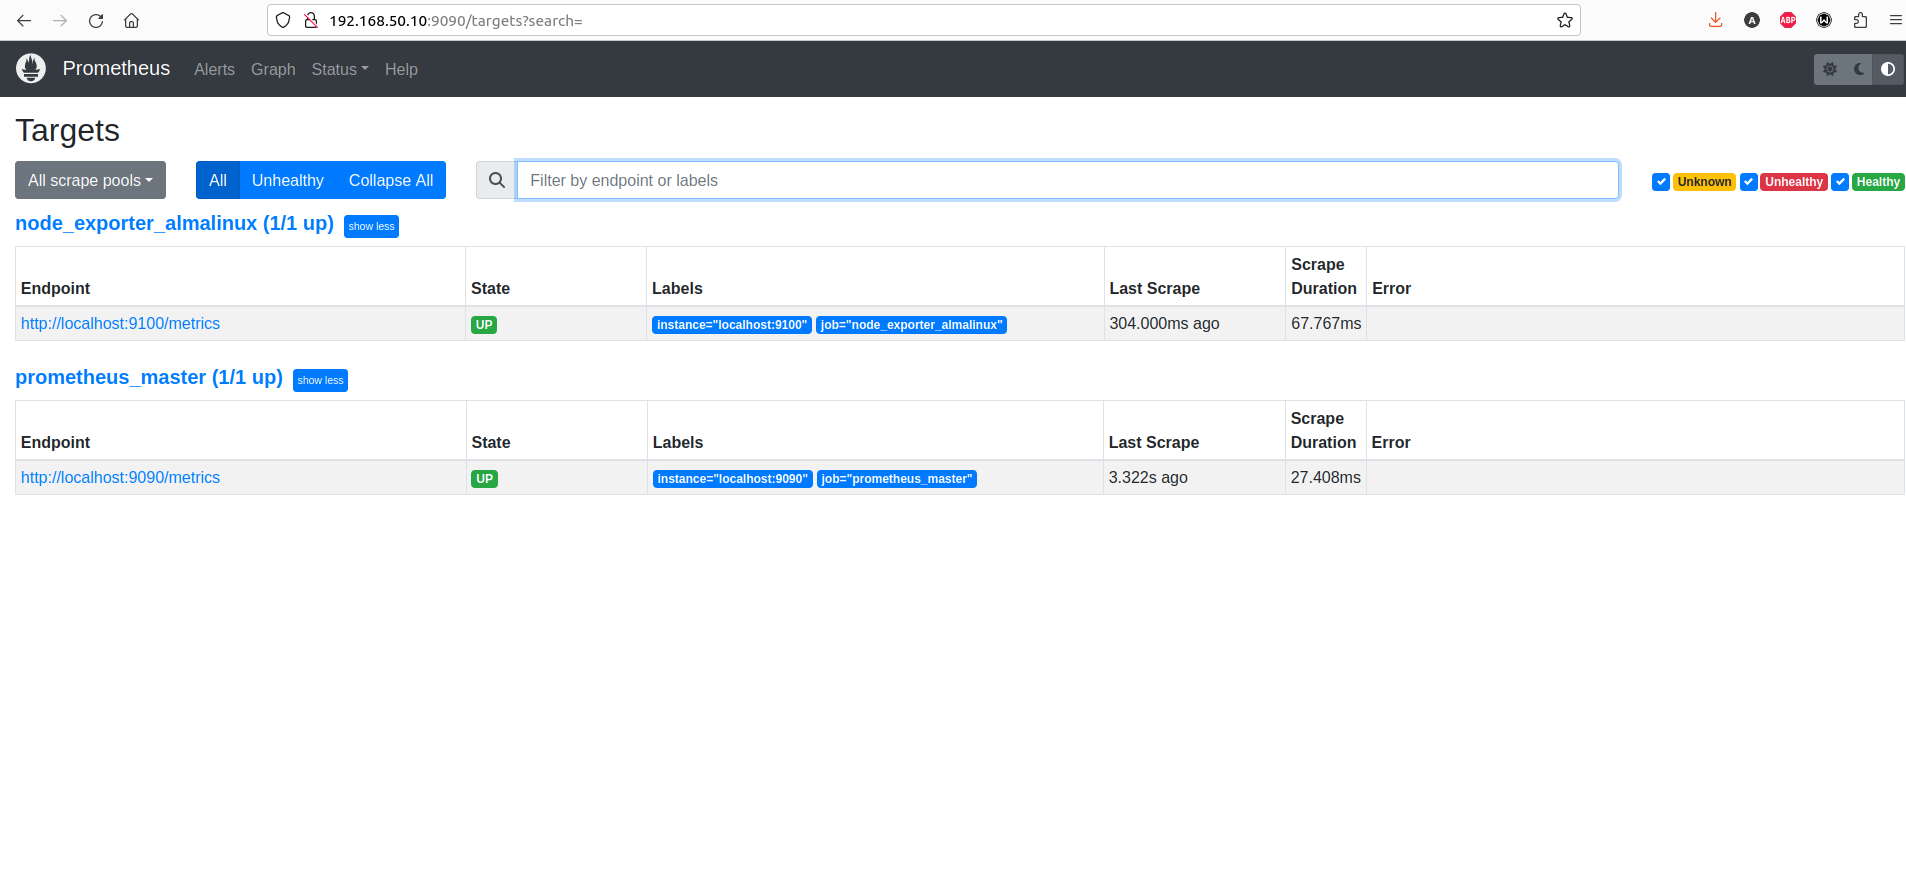 192.168.50.10:9090/targets?search=
Prometheus Alerts Graph Status Help
Targets
All scrape pools All Unhealthy Collapse All Filter by endpoint or labels Unknown Unhealthy Healthy
node_exporter_almalinux (1/1 up) show less
Endpoint State Labels Last Scrape Scrape Duration Error
http://localhost:9100/metrics UP instance="localhost:9100" job="node_exporter_almalinux" 304.000ms ago 67.767ms
prometheus_master (1/1 up) show less
Endpoint State Labels Last Scrape Scrape Duration Error
http://localhost:9090/metrics UP instance="localhost:9090" job="prometheus_master" 3.322s ago 27.408ms